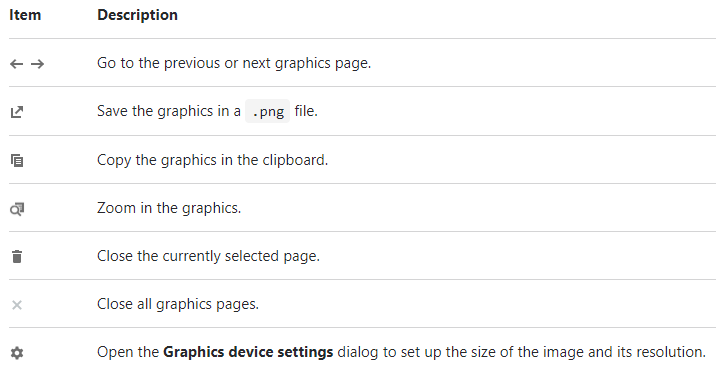 Item Description
Go to the previous or next graphics page.
Save the graphics in a .png file.
Copy the graphics in the clipboard.
Zoom in the graphics.
Close the currently selected page.
Close all graphics pages.
Open the Graphics device settings dialog to set up the size of the image and its resolution.